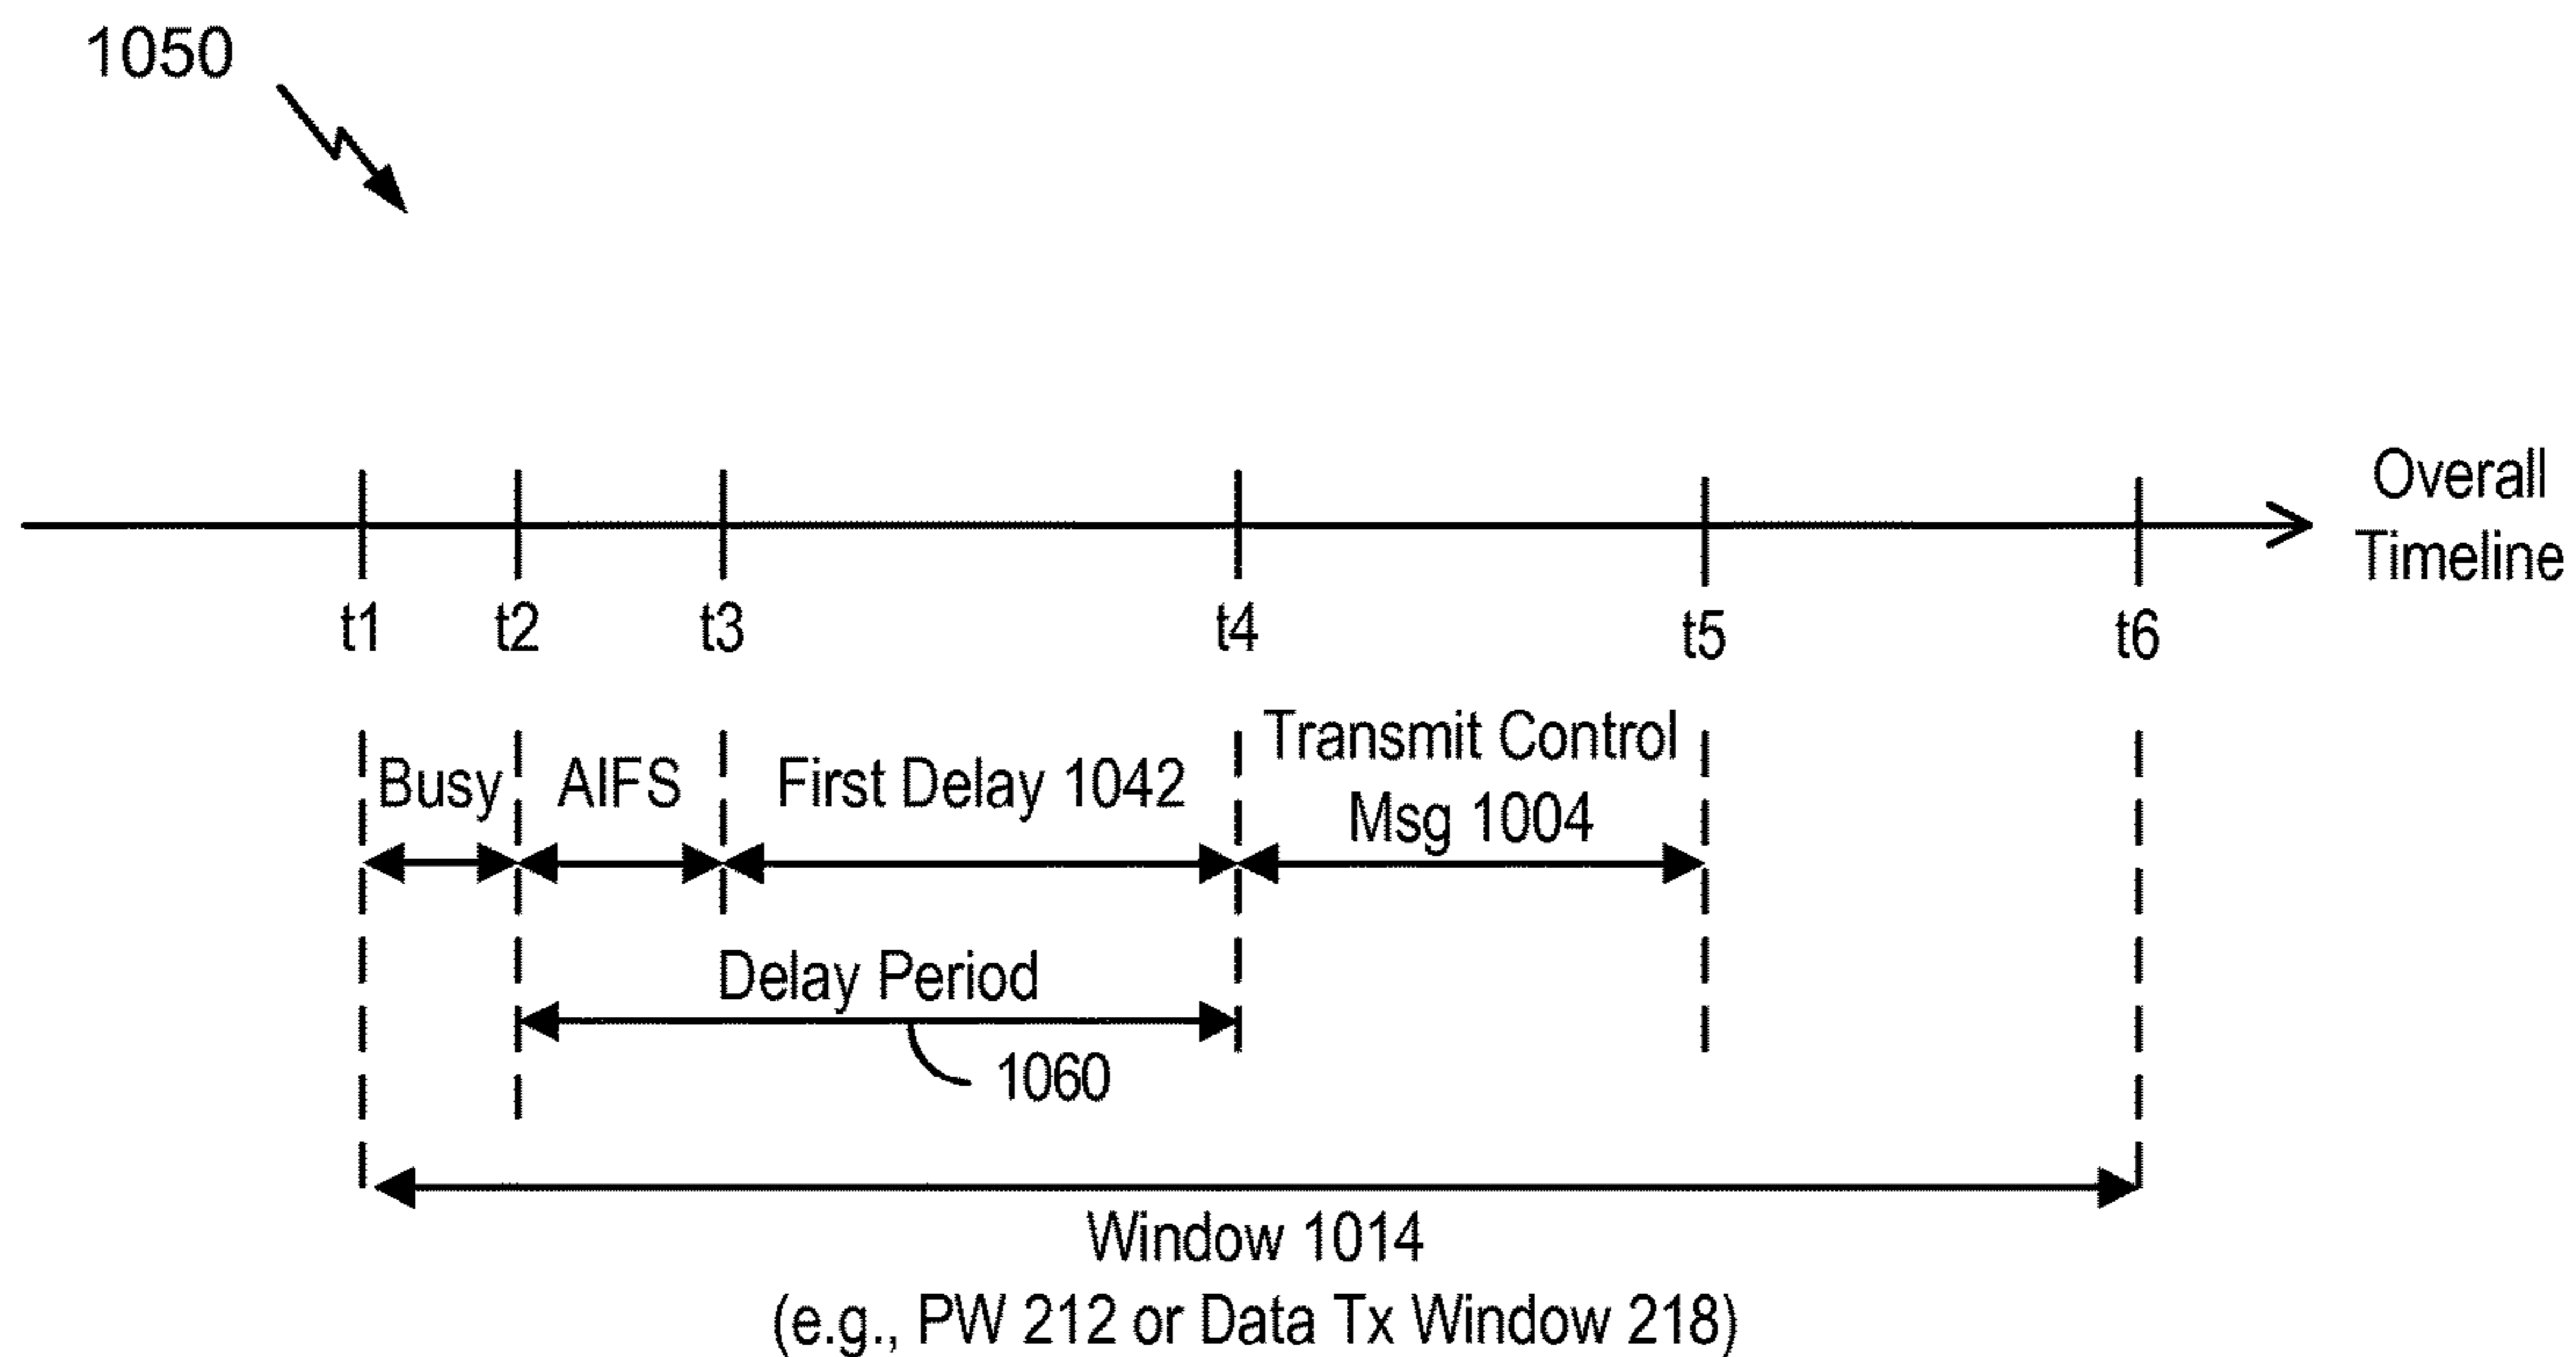 1050
Overall
Timeline
t1 t2 t3 t4 t5 t6
Transmit Control
Busy AIFS First Delay 1042 Msg 1004
Delay Period
1060
Window 1014
(e.g., PW 212 or Data Tx Window 218)